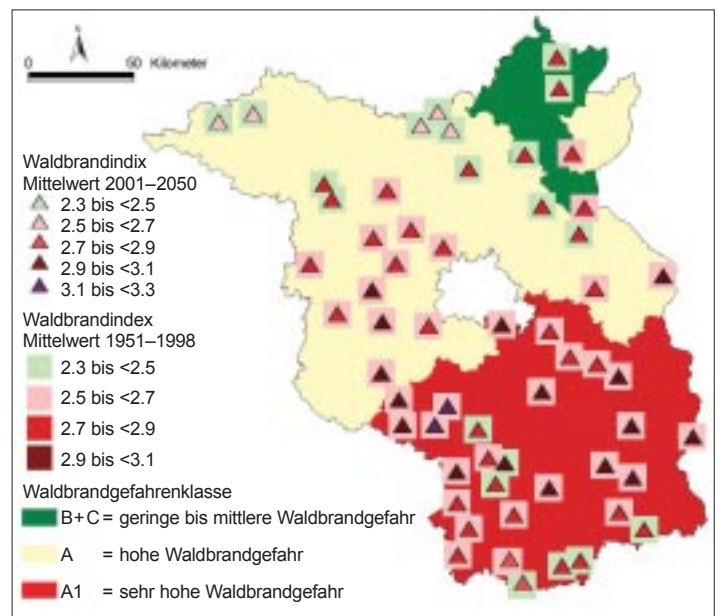 0 50 Kilometer
Waldbrandindix
Mittelwert 2001–2050
2.3 bis <2.5
2.5 bis <2.7
2.7 bis <2.9
2.9 bis <3.1
3.1 bis <3.3
Waldbrandindex
Mittelwert 1951–1998
2.3 bis <2.5
2.5 bis <2.7
2.7 bis <2.9
2.9 bis <3.1
Waldbrandgefahrenklasse
B+C = geringe bis mittlere Waldbrandgefahr
A = hohe Waldbrandgefahr
A1 = sehr hohe Waldbrandgefahr